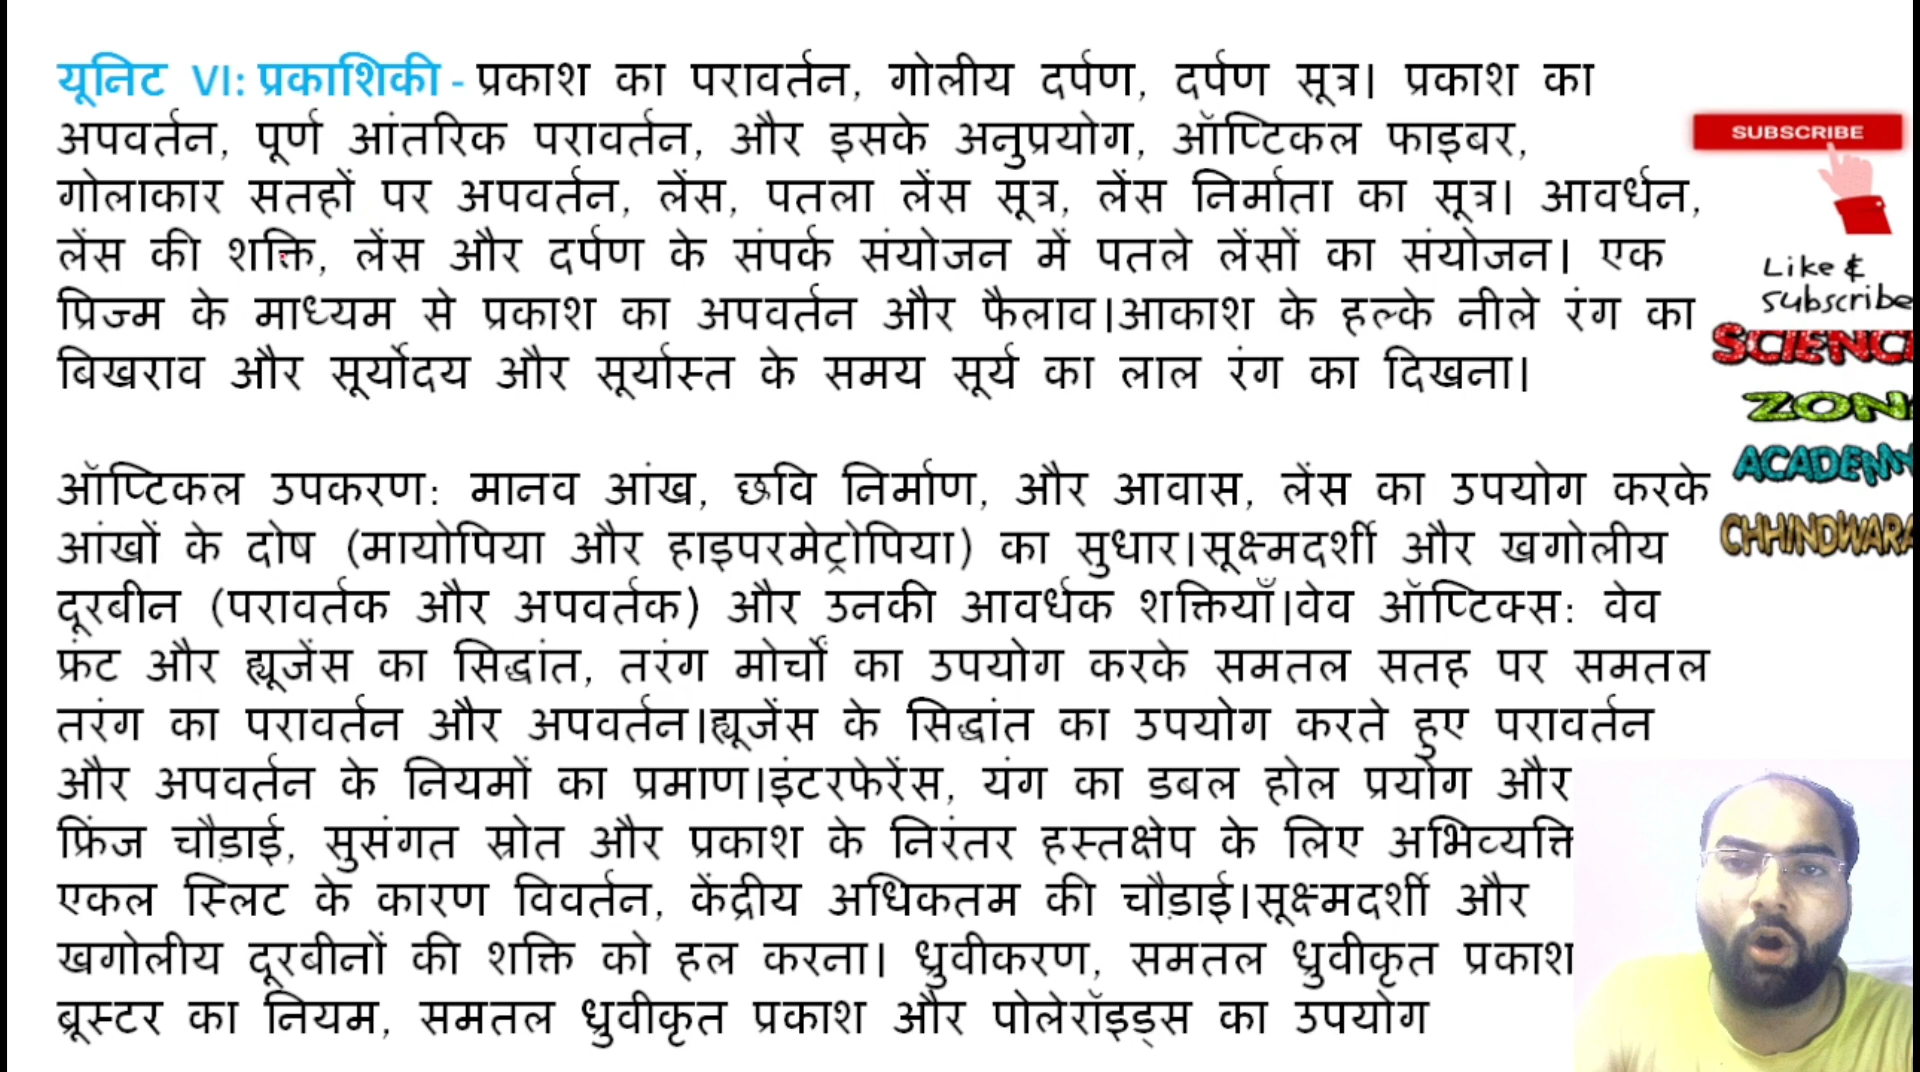 यूनिट VI: प्रकाशिकी - प्रकाश का परावर्तन, गोलीय दर्पण, दर्पण सूत्र। प्रकाश का
अपवर्तन, पूर्ण आंतरिक परावर्तन, और इसके अनुप्रयोग, ऑप्टिकल फाइबर,
गोलाकार सतहों पर अपवर्तन, लेंस, पतला लेंस सूत्र, लेंस निर्माता का सूत्र। आवर्धन,
लेंस की शक्ति, लेंस और दर्पण के संपर्क संयोजन में पतले लेंसों का संयोजन। एक
प्रिज्म के माध्यम से प्रकाश का अपवर्तन और फैलाव।आकाश के हल्के नीले रंग का
बिखराव और सूर्योदय और सूर्यास्त के समय सूर्य का लाल रंग का दिखना।
ऑप्टिकल उपकरण: मानव आंख, छवि निर्माण, और आवास, लेंस का उपयोग करके
आंखों के दोष (मायोपिया और हाइपरमेट्रोपिया) का सुधार।सूक्ष्मदर्शी और खगोलीय
दूरबीन (परावर्तक और अपवर्तक) और उनकी आवर्धक शक्तियाँ।वेव ऑप्टिक्स: वेव
फ्रंट और ह्यूजेंस का सिद्धांत, तरंग मोर्चों का उपयोग करके समतल सतह पर समतल
तरंग का परावर्तन और अपवर्तन।ह्यूजेंस के सिद्धांत का उपयोग करते हुए परावर्तन
और अपवर्तन के नियमों का प्रमाण।इंटरफेरेंस, यंग का डबल होल प्रयोग और
फ्रिंज चौड़ाई, सुसंगत स्रोत और प्रकाश के निरंतर हस्तक्षेप के लिए अभिव्यक्ति
एकल स्लिट के कारण विवर्तन, केंद्रीय अधिकतम की चौड़ाई।सूक्ष्मदर्शी और
खगोलीय दूरबीनों की शक्ति को हल करना। ध्रुवीकरण, समतल ध्रुवीकृत प्रकाश
ब्रूस्टर का नियम, समतल ध्रुवीकृत प्रकाश और पोलेरॉइड्स का उपयोग
SUBSCRIBE
Like &
subscribe
SCIENC
ZON
ACADEMY
CHHINDWARA